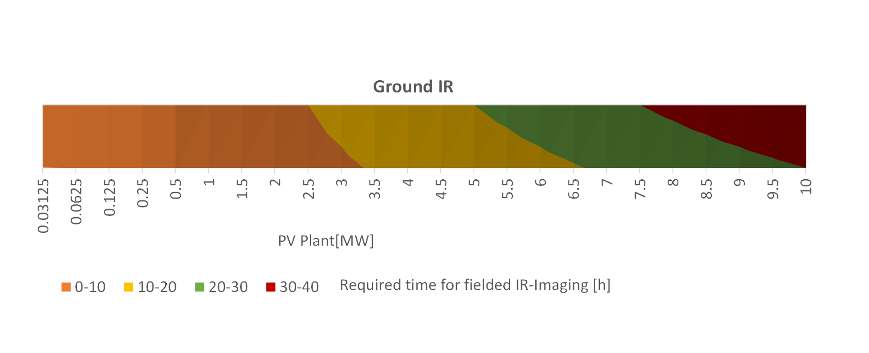 Ground IR
0.03125 0.0625 0.125 0.25 0.5 1 1.5 2 2.5 3 3.5 4 4.5 5 5.5 6 6.5 7 7.5 8 8.5 9 9.5 10
PV Plant[MW]
0-10 10-20 20-30 30-40 Required time for fielded IR-Imaging [h]